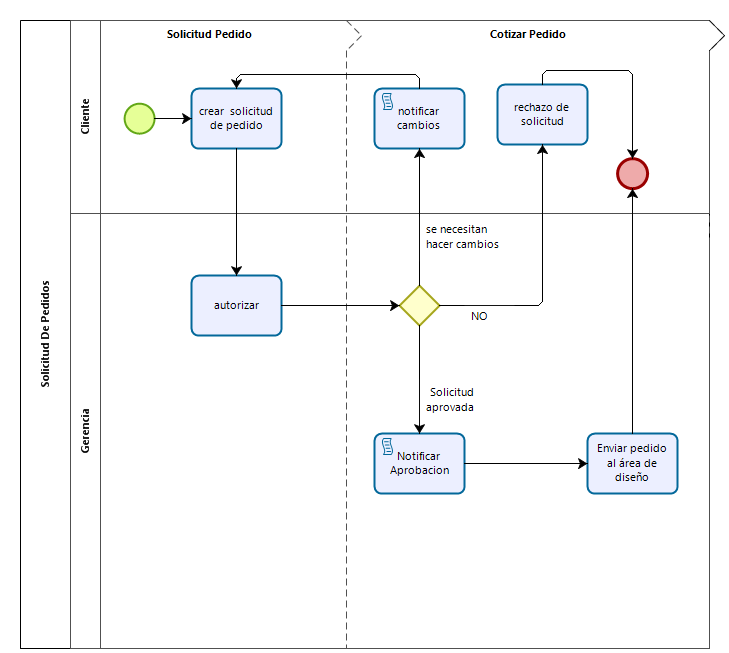 Solicitud Pedido
Cotizar Pedido
Solicitud De Pedidos
Cliente
crear solicitud
de pedido
notificar
cambios
rechazo de
solicitud
se necesitan
hacer cambios
Gerencia
autorizar
NO
Solicitud
aprovada
Notificar
Aprobacion
Enviar pedido
al área de
diseño